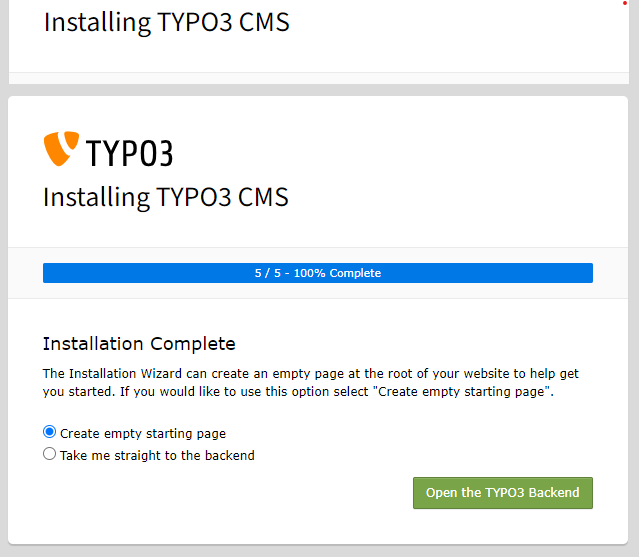 Installing TYPO3 CMS
TYPO3
Installing TYPO3 CMS
5 / 5 - 100% Complete
Installation Complete
The Installation Wizard can create an empty page at the root of your website to help get
you started. If you would like to use this option select "Create empty starting page".
Create empty starting page
Take me straight to the backend
Open the TYPO3 Backend